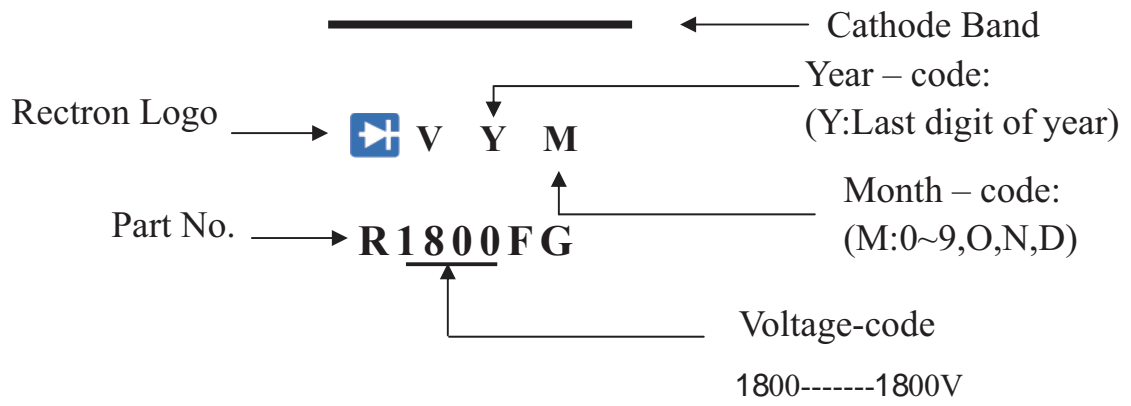 Cathode Band
Year – code:
(Y:Last digit of year)
Rectron Logo
V Y M
Month – code:
(M:0~9,O,N,D)
Part No.
R1800FG
Voltage-code
1800-------1800V